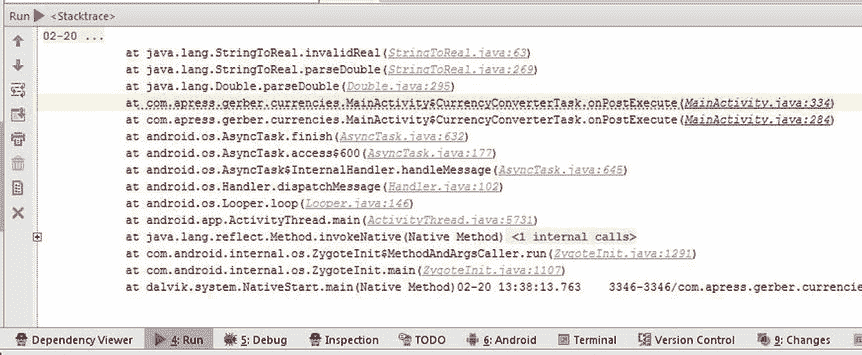 Run <Stacktrace>
02-20 ...
at java.lang.StringToReal.invalidReal(StringToReal.java:63)
at java.lang.StringToReal.parseDouble(StringToReal.java:269)
at java.lang.Double.parseDouble(Double.java:295)
at com.apress.gerber.currencies.MainActivity$CurrencyConverterTask.onPostExecute(MainActivity.java:334)
at com.apress.gerber.currencies.MainActivity$CurrencyConverterTask.onPostExecute(MainActivity.java:284)
at android.os.AsyncTask.finish(AsyncTask.java:632)
at android.os.AsyncTask.access$600(AsyncTask.java:177)
at android.os.AsyncTask$InternalHandler.handleMessage(AsyncTask.java:645)
at android.os.Handler.dispatchMessage(Handler.java:102)
at android.os.Looper.loop(Looper.java:146)
at android.app.ActivityThread.main(ActivityThread.java:5731)
at java.lang.reflect.Method.invokeNative(Native Method) <1 internal calls>
at com.android.internal.os.ZygoteInit$MethodAndArgsCaller.run(ZygoteInit.java:1291)
at com.android.internal.os.ZygoteInit.main(ZygoteInit.java:1107)
at dalvik.system.NativeStart.main(Native Method)02-20 13:38:13.763 3346-3346/com.apress.gerber.currencie
Dependency Viewer 4: Run 5: Debug Inspection TODO 6: Android Terminal Version Control 9: Changes